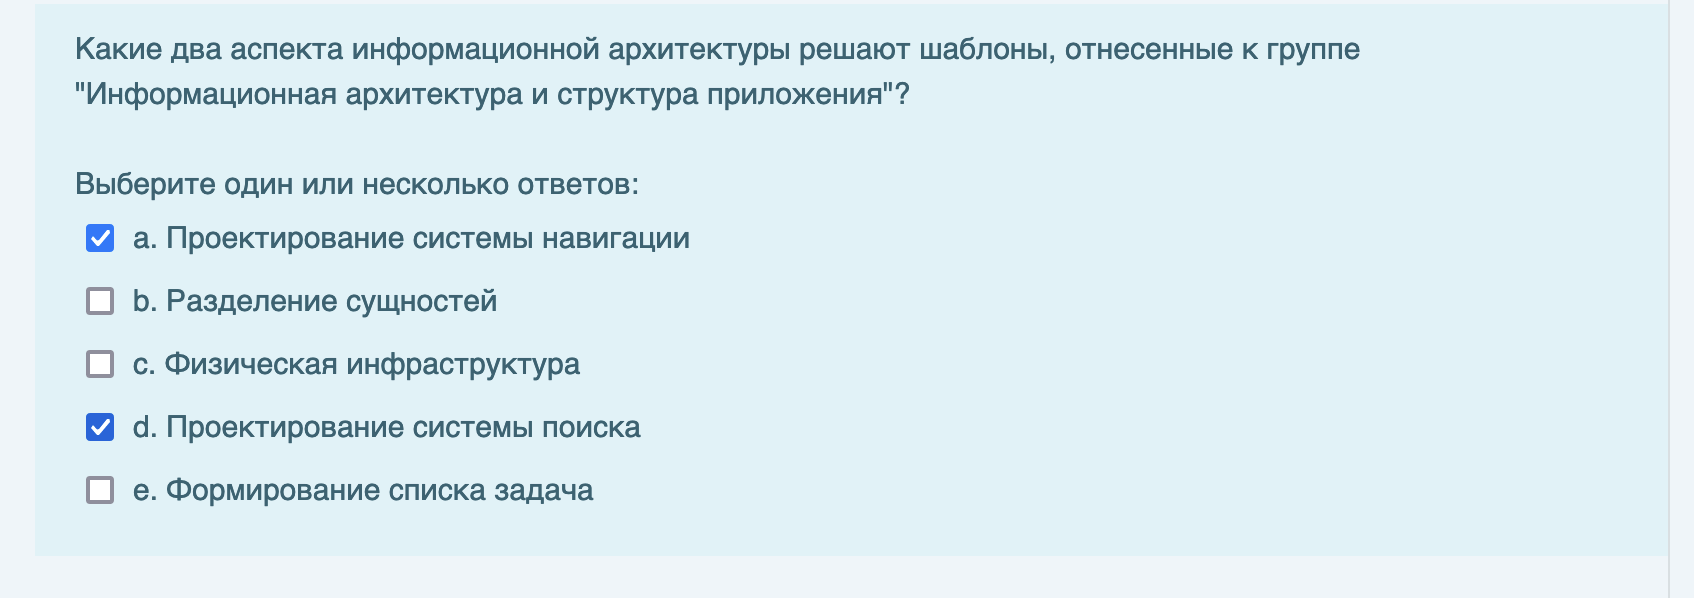 Какие два аспекта информационной архитектуры решают шаблоны, отнесенные к группе
"Информационная архитектура и структура приложения"?
Выберите один или несколько ответов:
a. Проектирование системы навигации
b. Разделение сущностей
c. Физическая инфраструктура
d. Проектирование системы поиска
e. Формирование списка задача